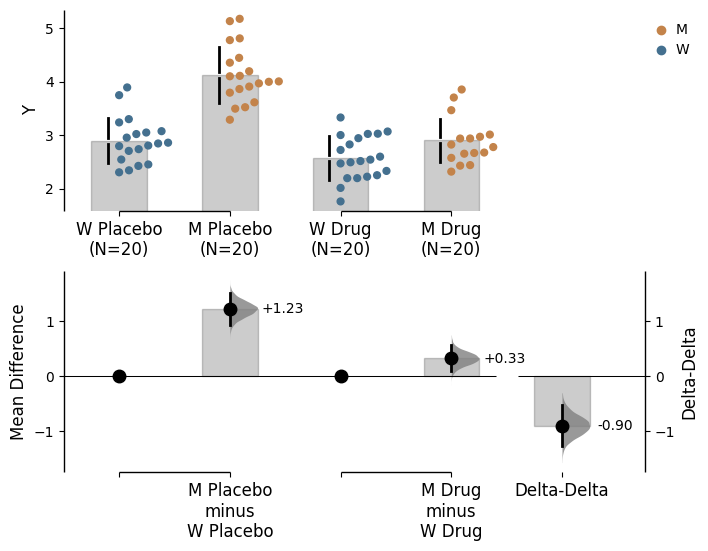 M
W
Y
5
4
3
2
W Placebo
(N=20)
M Placebo
(N=20)
W Drug
(N=20)
M Drug
(N=20)
Mean Difference
1
0
−1
+1.23
+0.33
-0.90
1
0
−1
Delta-Delta
M Placebo
minus
W Placebo
M Drug
minus
W Drug
Delta-Delta